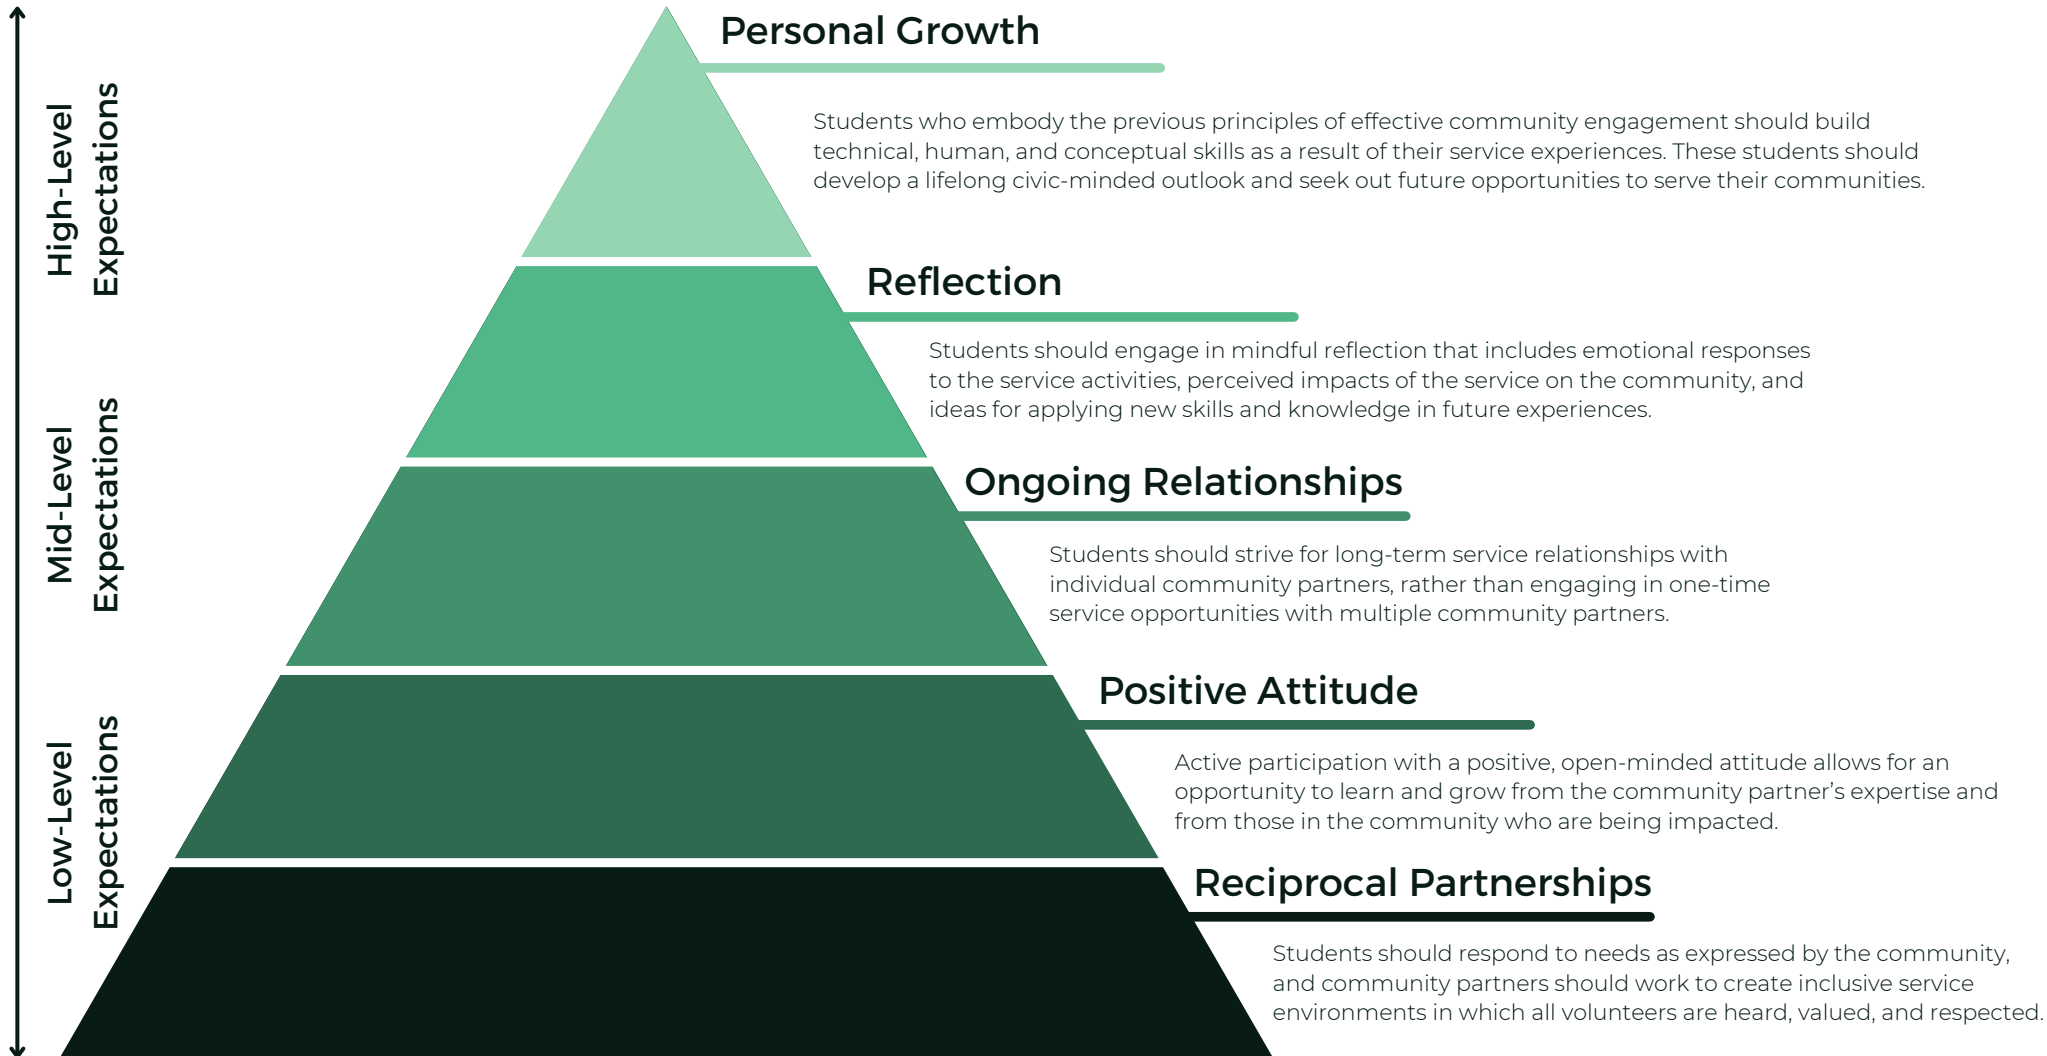 Personal Growth
Students who embody the previous principles of effective community engagement should build
technical, human, and conceptual skills as a result of their service experiences. These students should
develop a lifelong civic-minded outlook and seek out future opportunities to serve their communities.
High-Level
Expectations
Reflection
Students should engage in mindful reflection that includes emotional responses
to the service activities, perceived impacts of the service on the community, and
ideas for applying new skills and knowledge in future experiences.
Mid-Level
Expectations
Ongoing Relationships
Students should strive for long-term service relationships with
individual community partners, rather than engaging in one-time
service opportunities with multiple community partners.
Positive Attitude
Active participation with a positive, open-minded attitude allows for an
opportunity to learn and grow from the community partner’s expertise and
from those in the community who are being impacted.
Low-Level
Expectations
Reciprocal Partnerships
Students should respond to needs as expressed by the community,
and community partners should work to create inclusive service
environments in which all volunteers are heard, valued, and respected.